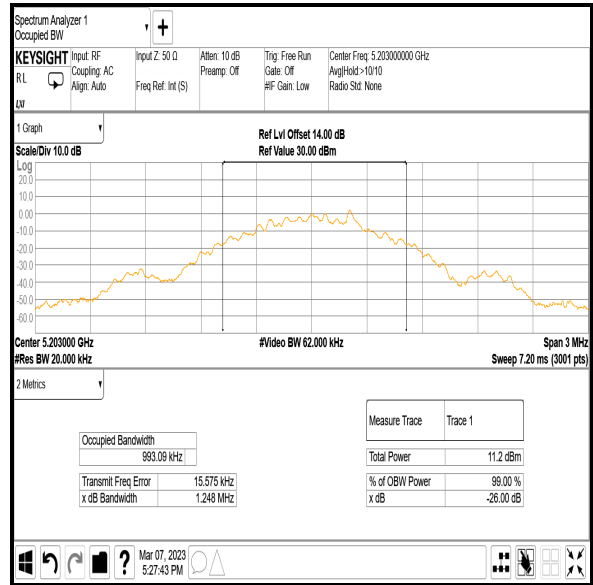 Spectrum Analyzer 1
Occupied BW
KEYSIGHT
RL
LXI
Input: RF
Coupling: AC
Align: Auto
Input Z: 50 Ω
Freq Ref: Int (S)
Atten: 10 dB
Preamp: Off
Trig: Free Run
Gate: Off
#IF Gain: Low
Center Freq: 5.203000000 GHz
Avg|Hold:>10/10
Radio Std: None
1 Graph
Scale/Div 10.0 dB
Ref Lvl Offset 14.00 dB
Ref Value 30.00 dBm
Log
20.0
10.0
0.00
-10.0
-20.0
-30.0
-40.0
-50.0
-60.0
Center 5.203000 GHz
#Video BW 62.000 kHz
Span 3 MHz
#Res BW 20.000 kHz
Sweep 7.20 ms (3001 pts)
2 Metrics
Measure Trace Trace 1
Occupied Bandwidth
993.09 kHz
Total Power 11.2 dBm
Transmit Freq Error 15.575 kHz
% of OBW Power 99.00 %
x dB Bandwidth 1.248 MHz
x dB -26.00 dB
?
Mar 07, 2023
5:27:43 PM